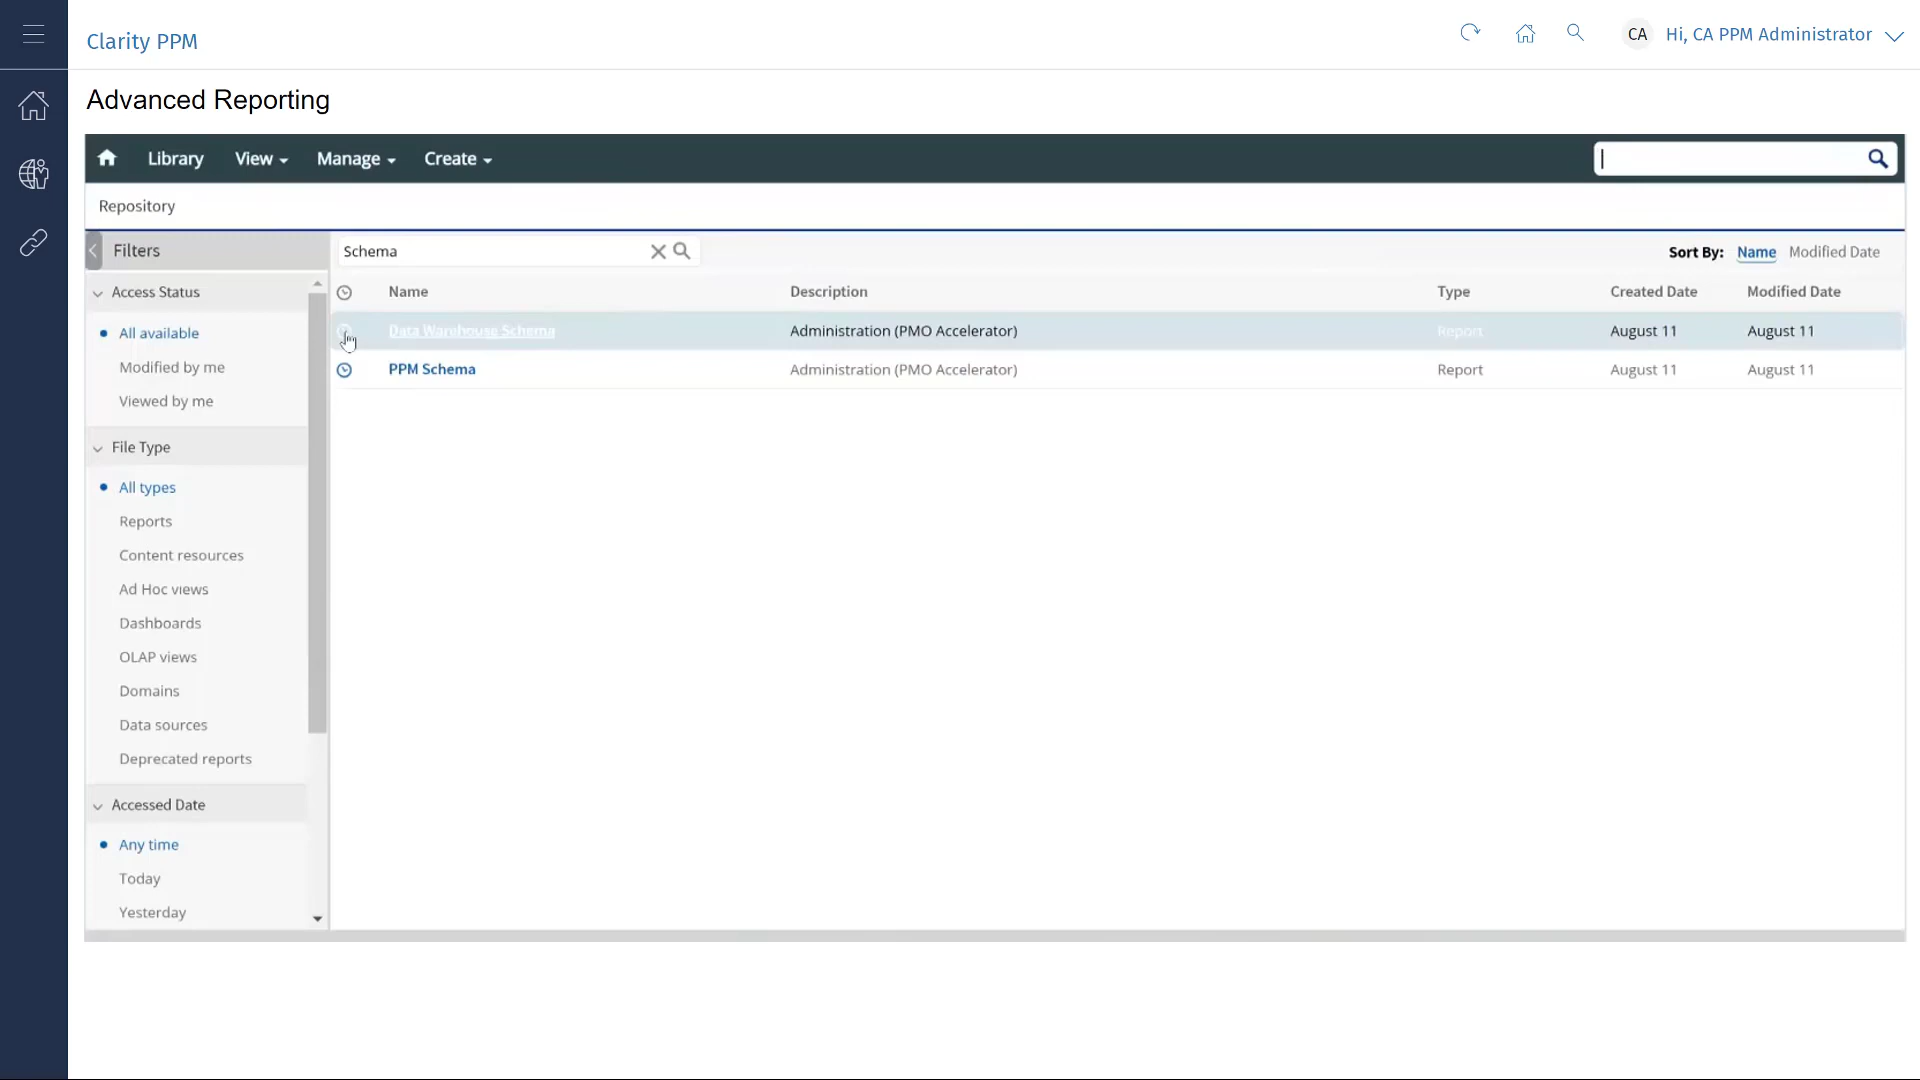 Clarity PPM
CA Hi, CA PPM Administrator
Advanced Reporting
Library View Manage Create
Repository
Filters
Schema
Sort By: Name Modified Date
Access Status
All available
Modified by me
Viewed by me
File Type
All types
Reports
Content resources
Ad Hoc views
Dashboards
OLAP views
Domains
Data sources
Deprecated reports
Accessed Date
Any time
Today
Yesterday
Name Description Type Created Date Modified Date
Data Warehouse Schema Administration (PMO Accelerator) Report August 11 August 11
PPM Schema Administration (PMO Accelerator) Report August 11 August 11